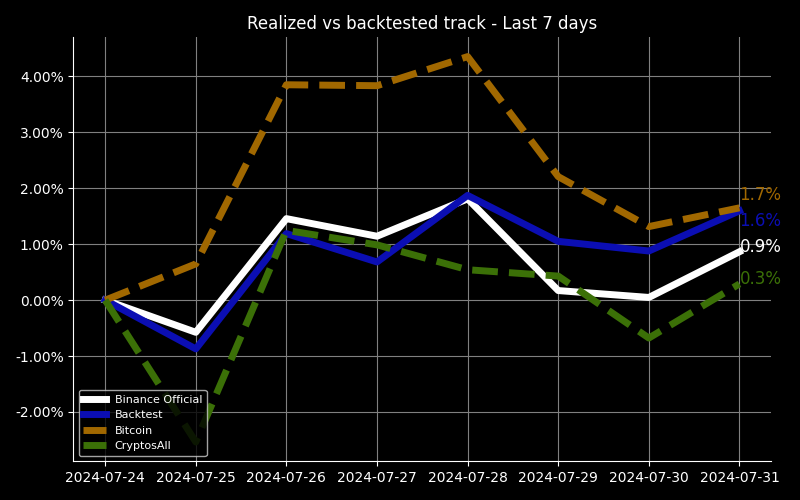 Realized vs backtested track - Last 7 days
4.00%
3.00%
2.00%
1.00%
0.00%
-1.00%
-2.00%
1.7%
1.6%
0.9%
0.3%
Binance Official
Backtest
Bitcoin
CryptosAll
2024-07-24 2024-07-25 2024-07-26 2024-07-27 2024-07-28 2024-07-29 2024-07-30 2024-07-31